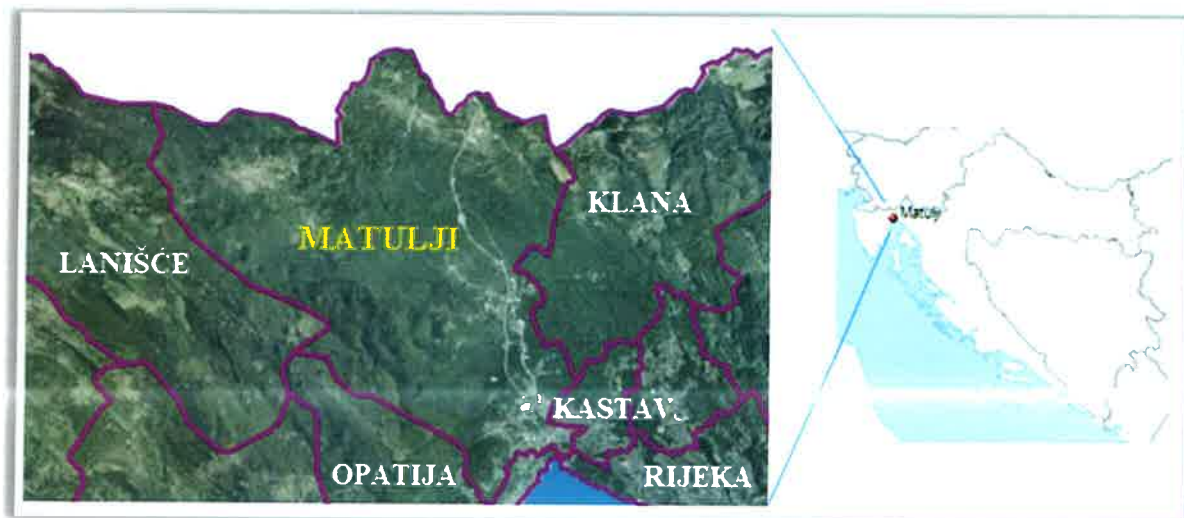 KLANA
MATULJI
LANIŠĆE
KASTAV
OPATIJA
RIJEKA
Matulji